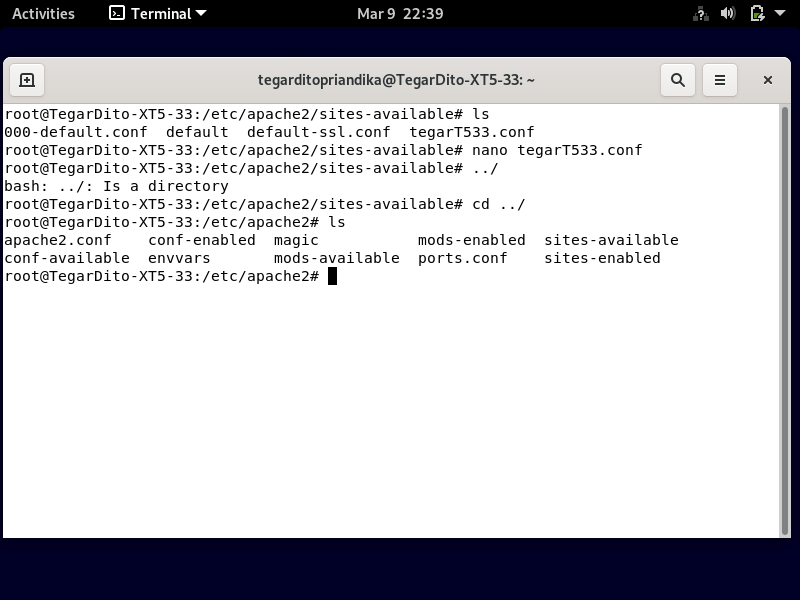 Activities Terminal Mar 9 22:39
tegarditopriandika@TegarDito-XT5-33: ~
root@TegarDito-XT5-33:/etc/apache2/sites-available# ls
000-default.conf  default  default-ssl.conf  tegarT533.conf
root@TegarDito-XT5-33:/etc/apache2/sites-available# nano tegarT533.conf
root@TegarDito-XT5-33:/etc/apache2/sites-available# ../
bash: ../: Is a directory
root@TegarDito-XT5-33:/etc/apache2/sites-available# cd ../
root@TegarDito-XT5-33:/etc/apache2# ls
apache2.conf    conf-enabled  magic           mods-enabled  sites-available
conf-available  envvars       mods-available  ports.conf    sites-enabled
root@TegarDito-XT5-33:/etc/apache2#